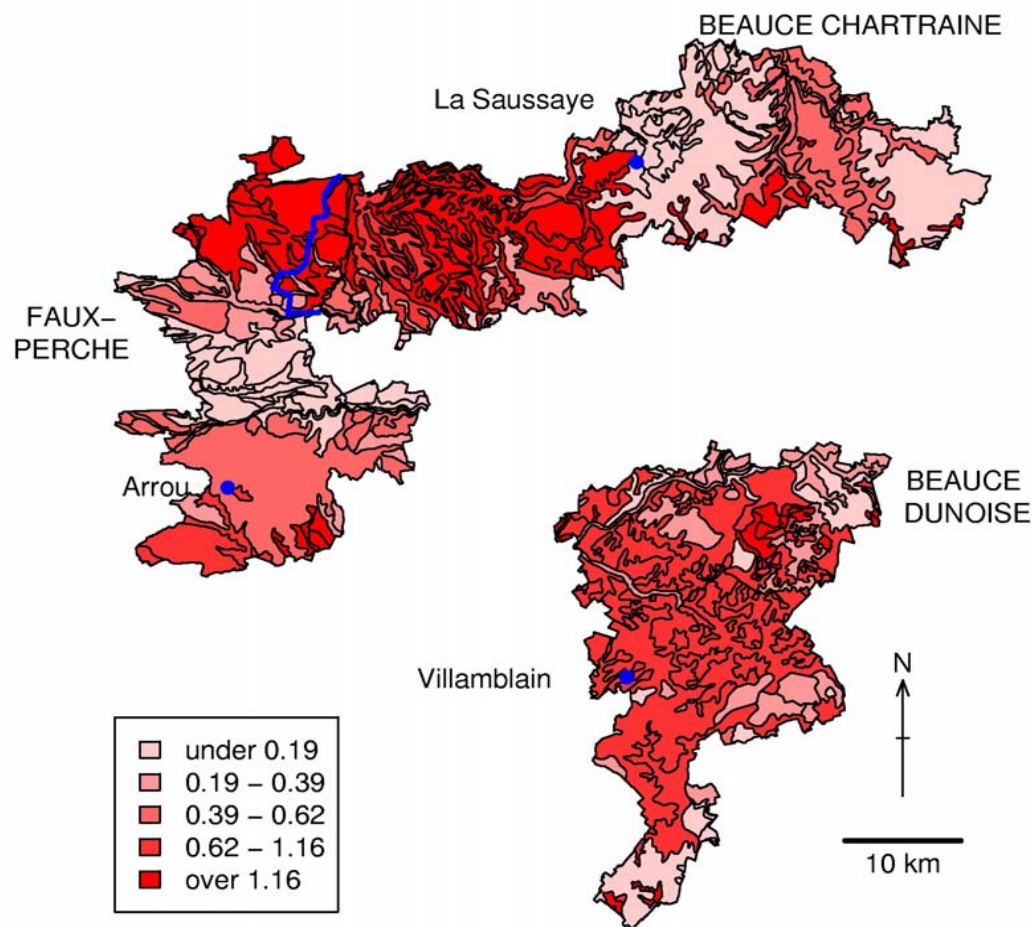 BEAUCE CHARTRAINE
La Saussaye
FAUX–
PERCHE
Arrou
BEAUCE
DUNOISE
Villamblain
N
under 0.19
0.19 – 0.39
0.39 – 0.62
0.62 – 1.16
over 1.16
10 km